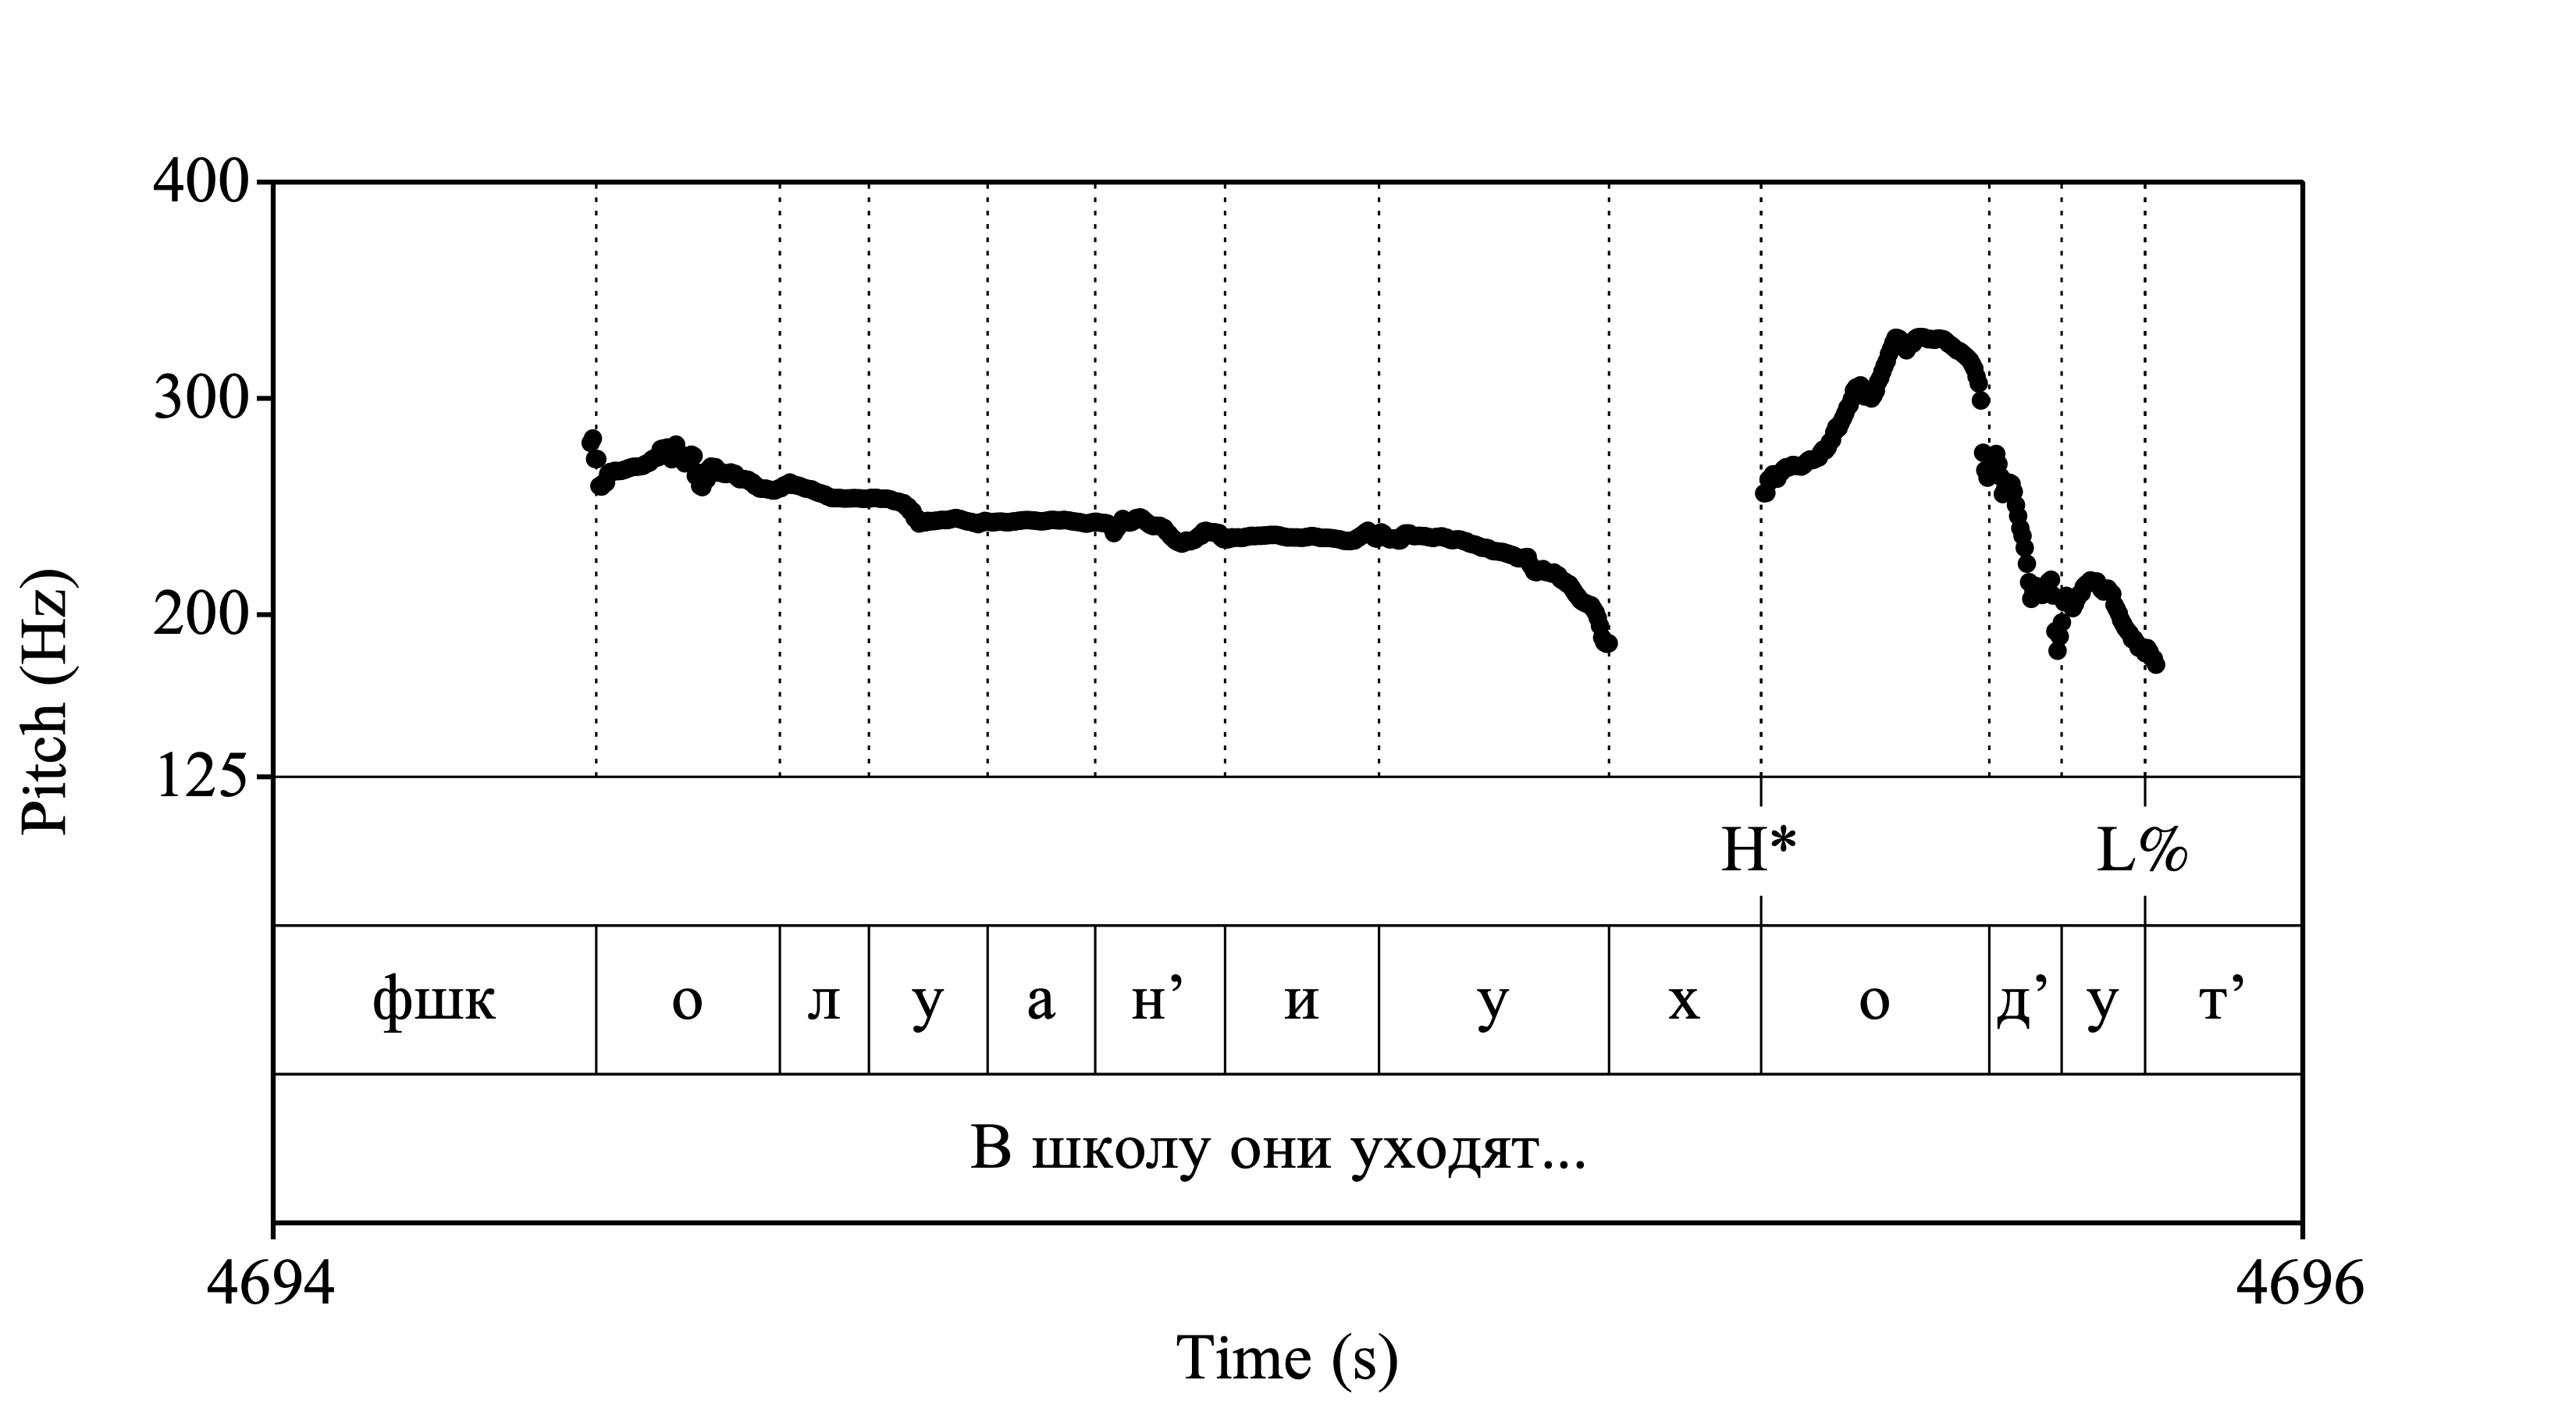 400
300
200
125
Pitch (Hz)
H* L%
фшк о л у а н’ и у х о д’ у т’
В школу они уходят...
4694 4696
Time (s)